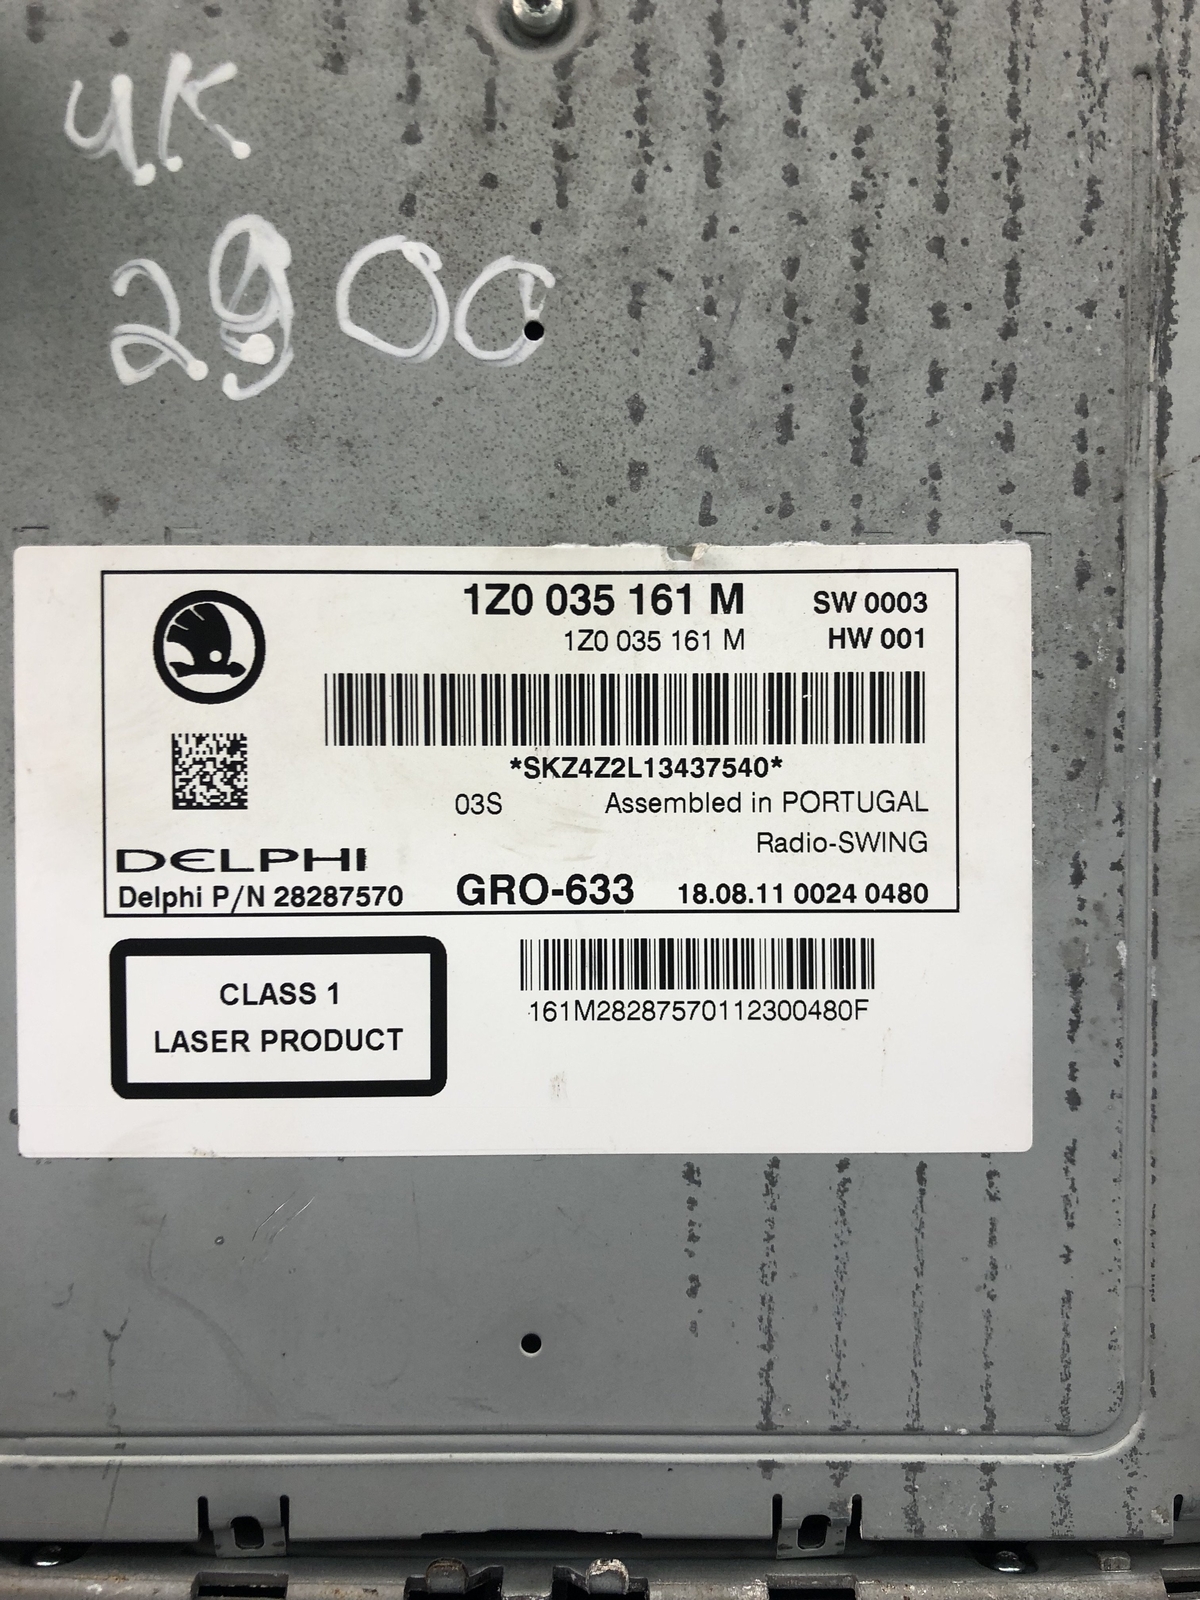 чк
2900
1Z0 035 161 M SW 0003
1Z0 035 161 M HW 001
*SKZ4Z2L13437540*
03S Assembled in PORTUGAL
Radio-SWING
DELPHI
Delphi P/N 28287570 GRO-633 18.08.11 0024 0480
161M28287570112300480F
CLASS 1
LASER PRODUCT